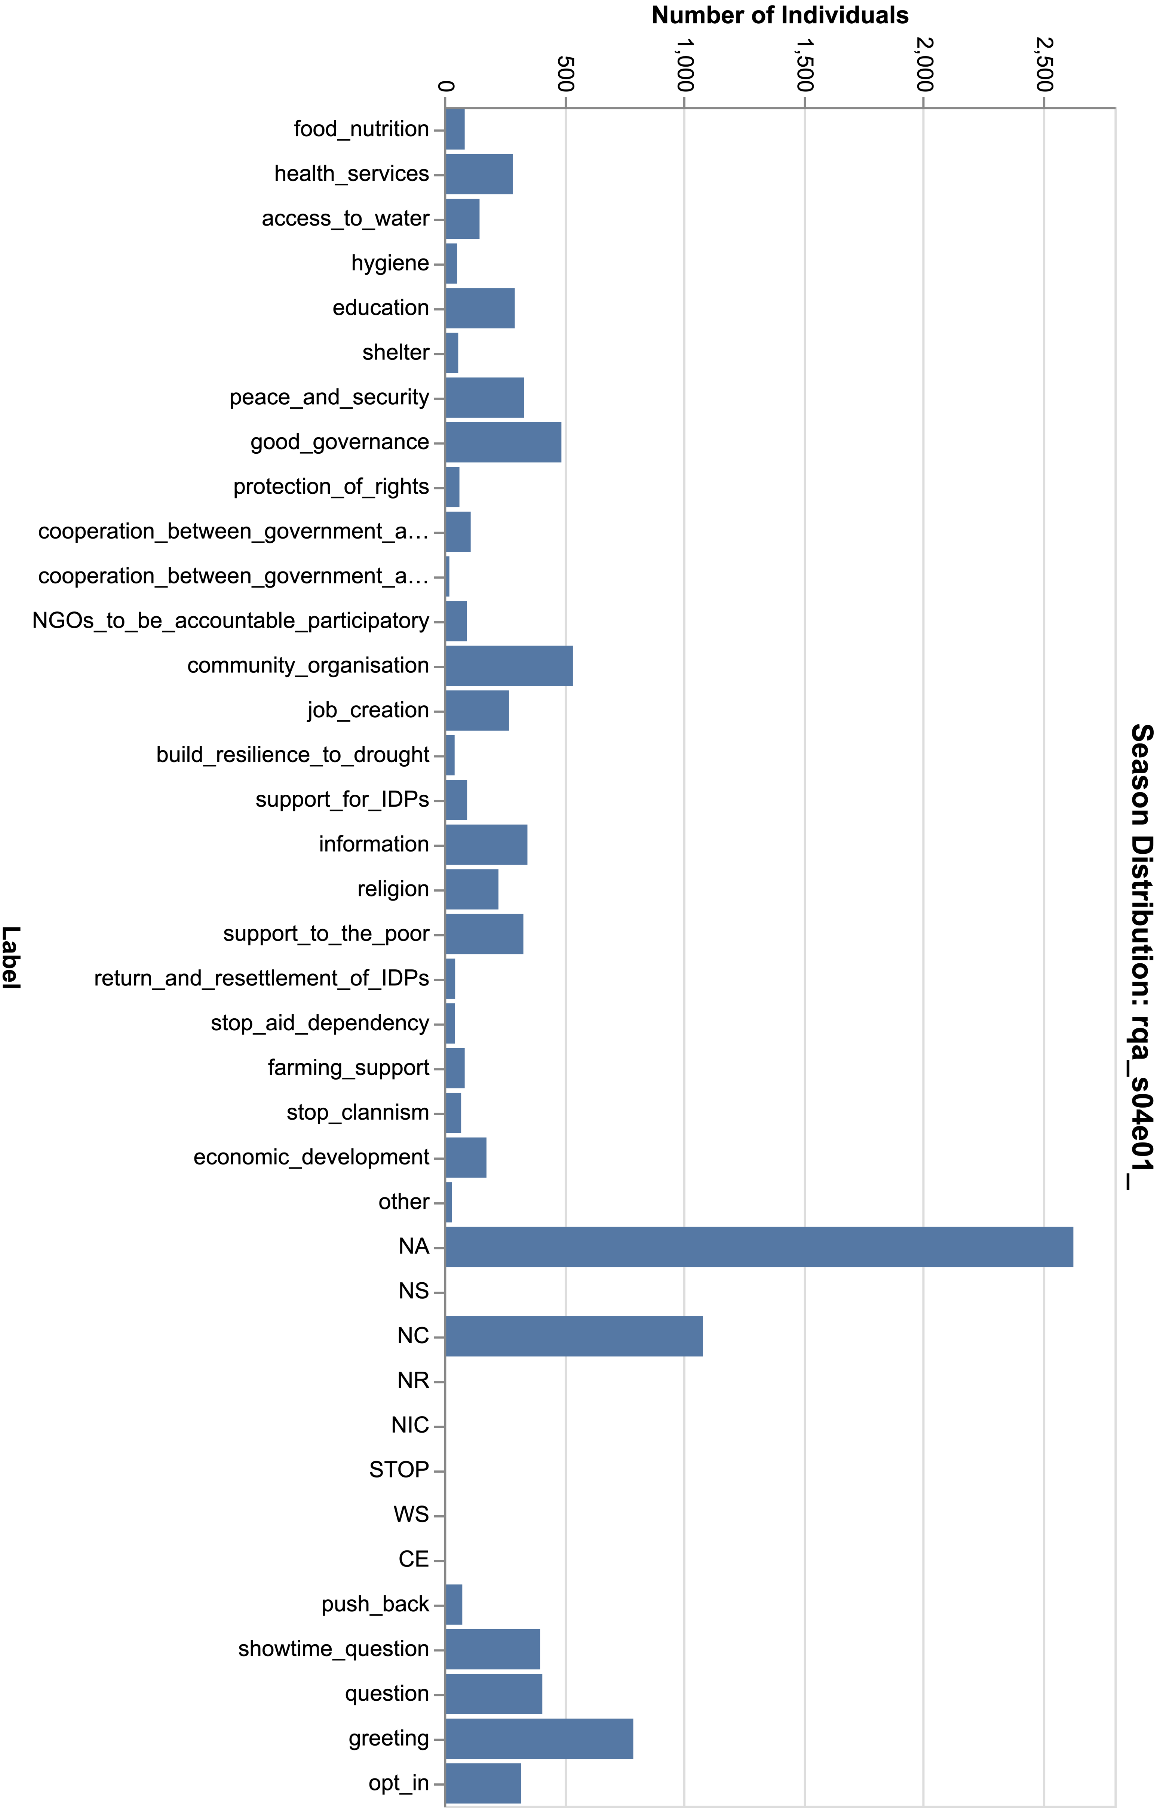 Number of Individuals
0
500
1,000
1,500
2,000
2,500
food_nutrition
health_services
access_to_water
hygiene
education
shelter
peace_and_security
good_governance
protection_of_rights
cooperation_between_government_a…
cooperation_between_government_a…
NGOs_to_be_accountable_participatory
community_organisation
job_creation
build_resilience_to_drought
support_for_IDPs
information
religion
support_to_the_poor
return_and_resettlement_of_IDPs
stop_aid_dependency
farming_support
stop_clannism
economic_development
other
NA
NS
NC
NR
NIC
STOP
WS
CE
push_back
showtime_question
question
greeting
opt_in
Label
Season Distribution: rqa_s04e01_